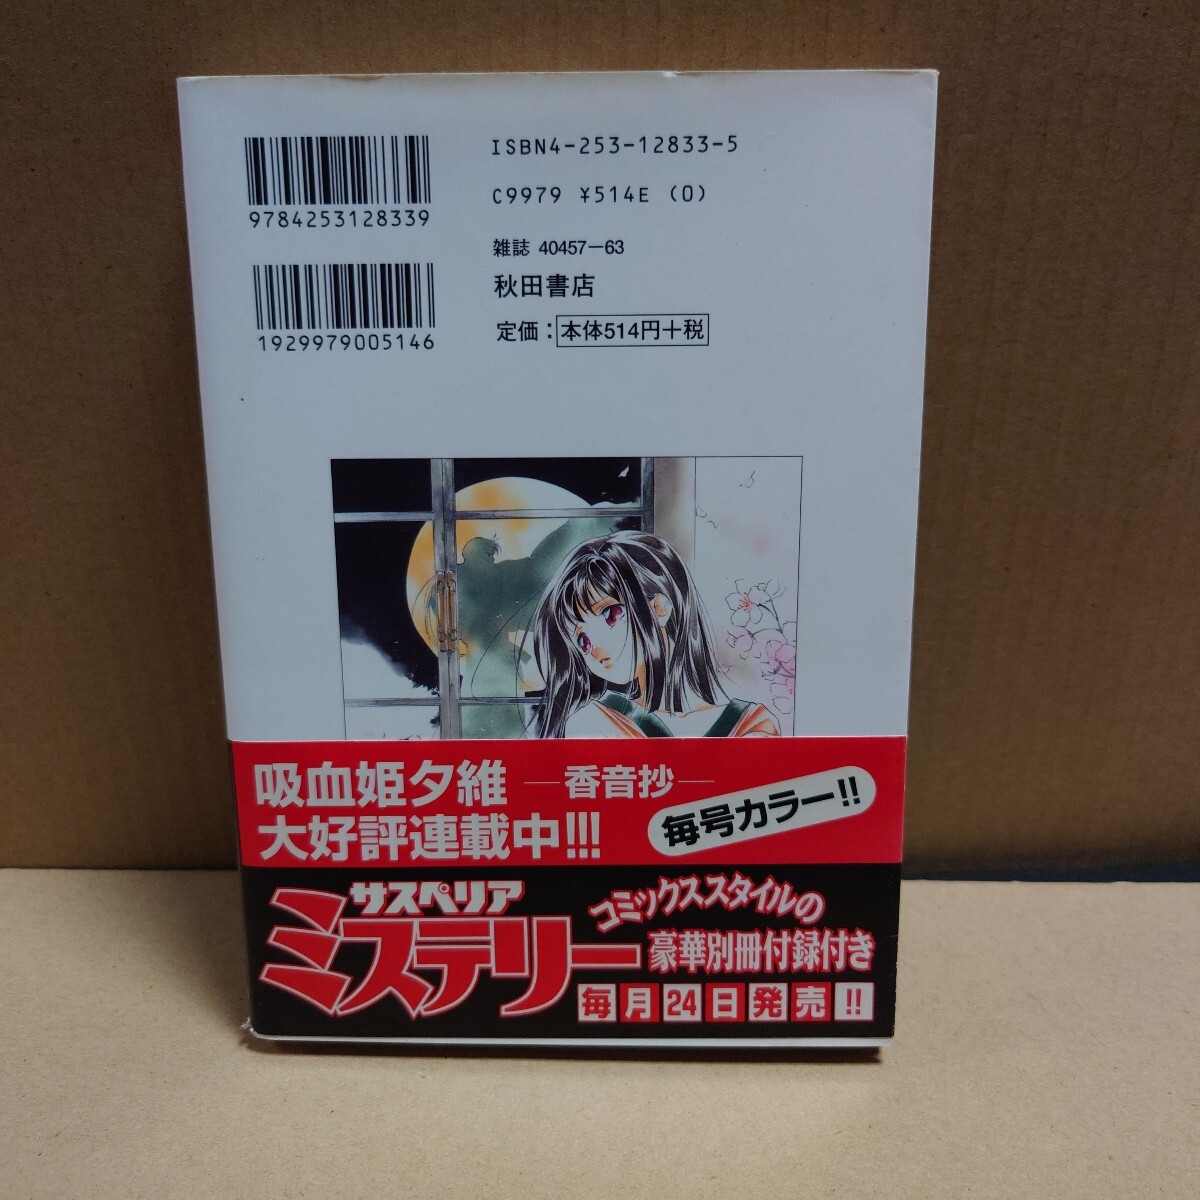 ISBN4-253-12833-5
C9979 ¥514E (0)
9784253128339
雑誌 40457−63
秋田書店
定価：本体514円＋税
1929979005146
吸血姫夕維 ―香音抄―
大好評連載中!!!
毎号カラー!!
サスペリア
ミステリー
コミックススタイルの
豪華別冊付録付き
毎月24日発売!!